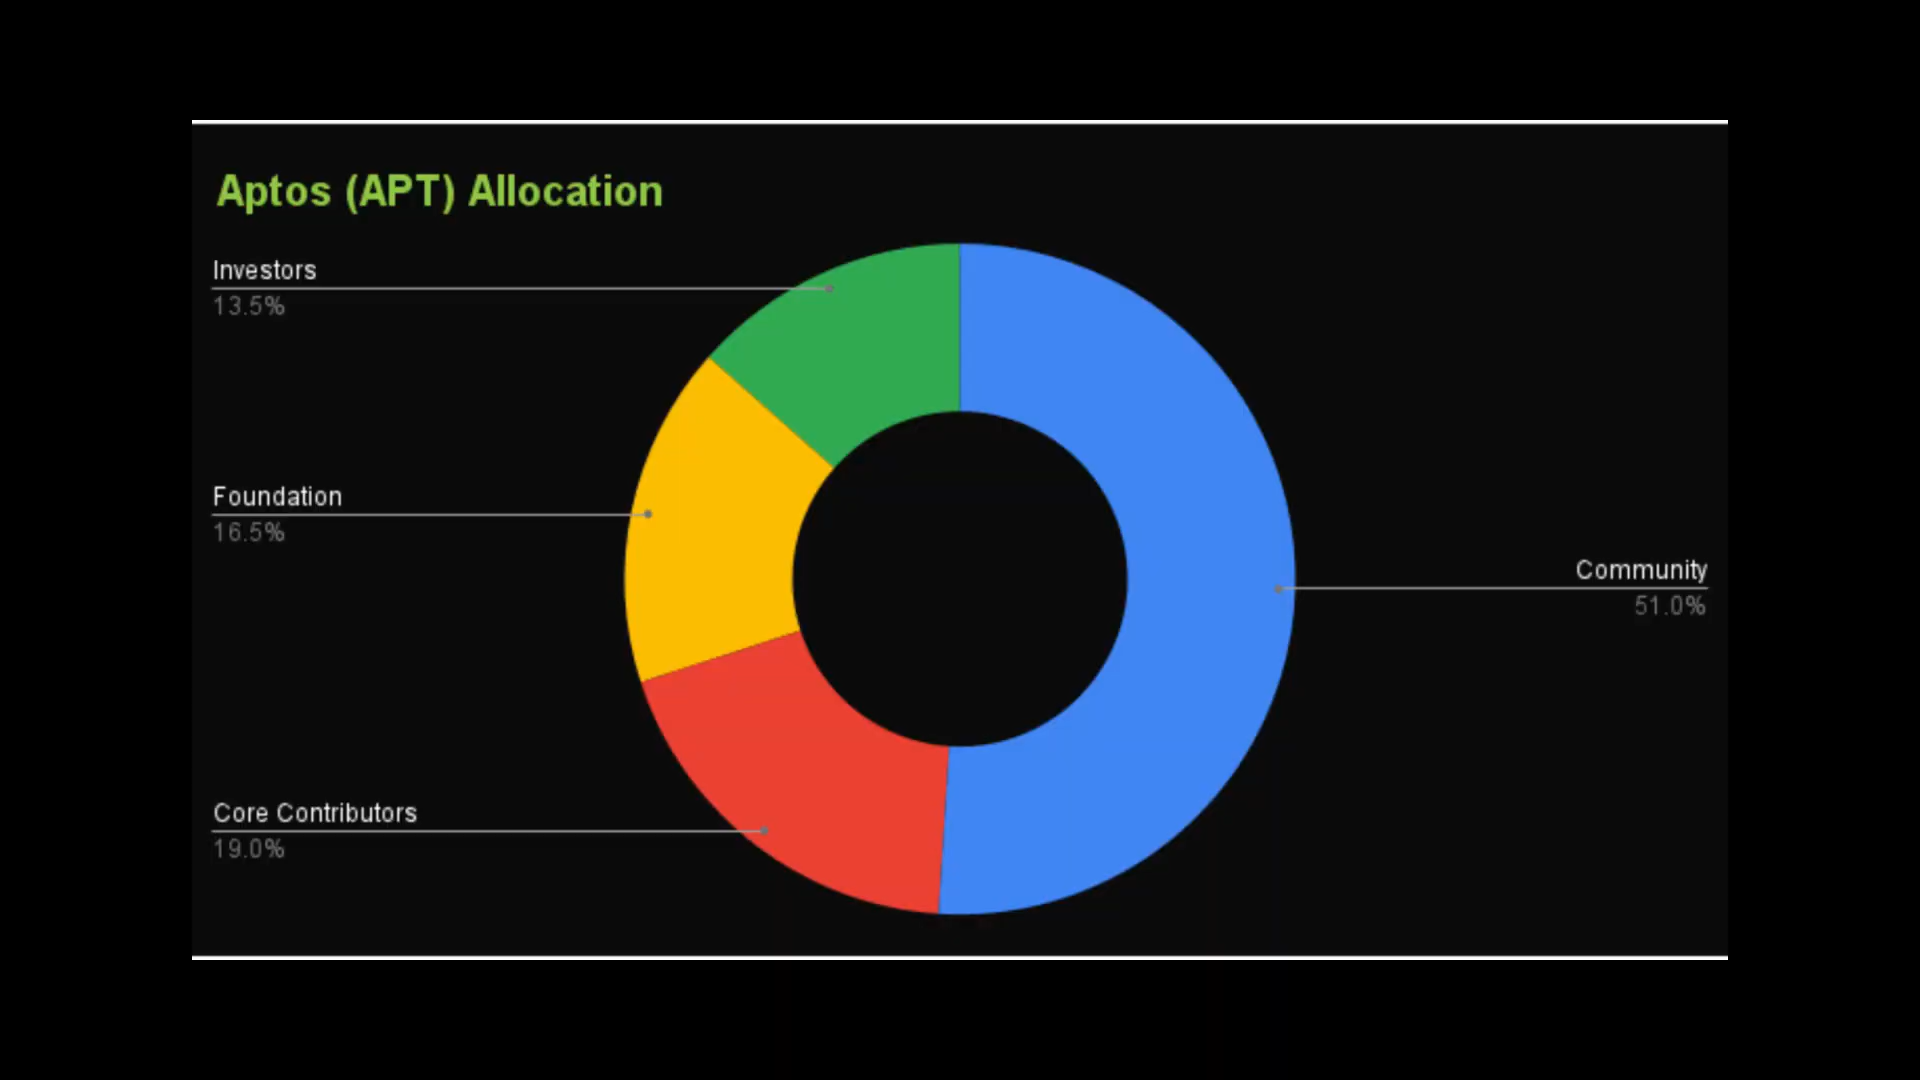 Aptos (APT) Allocation
Investors
13.5%
Foundation
16.5%
Community
51.0%
Core Contributors
19.0%